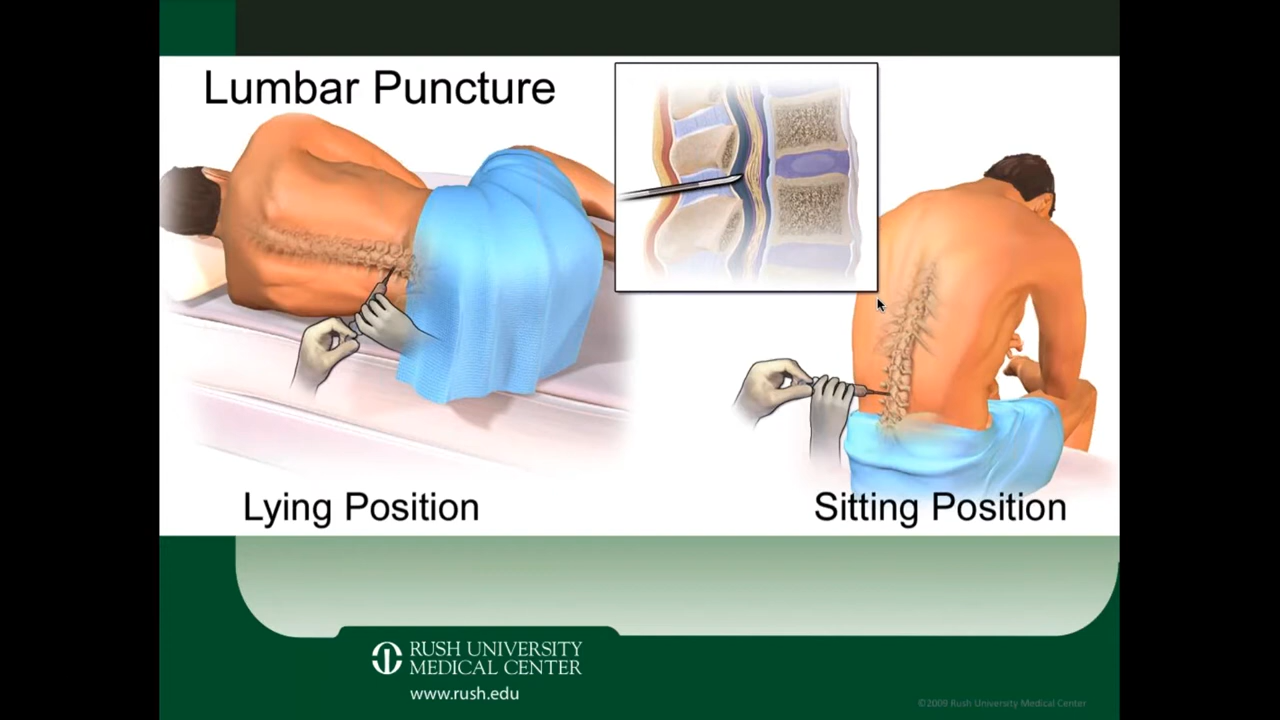 Lumbar Puncture
Lying Position
Sitting Position
RUSH UNIVERSITY
MEDICAL CENTER
www.rush.edu
©2009 Rush University Medical Center